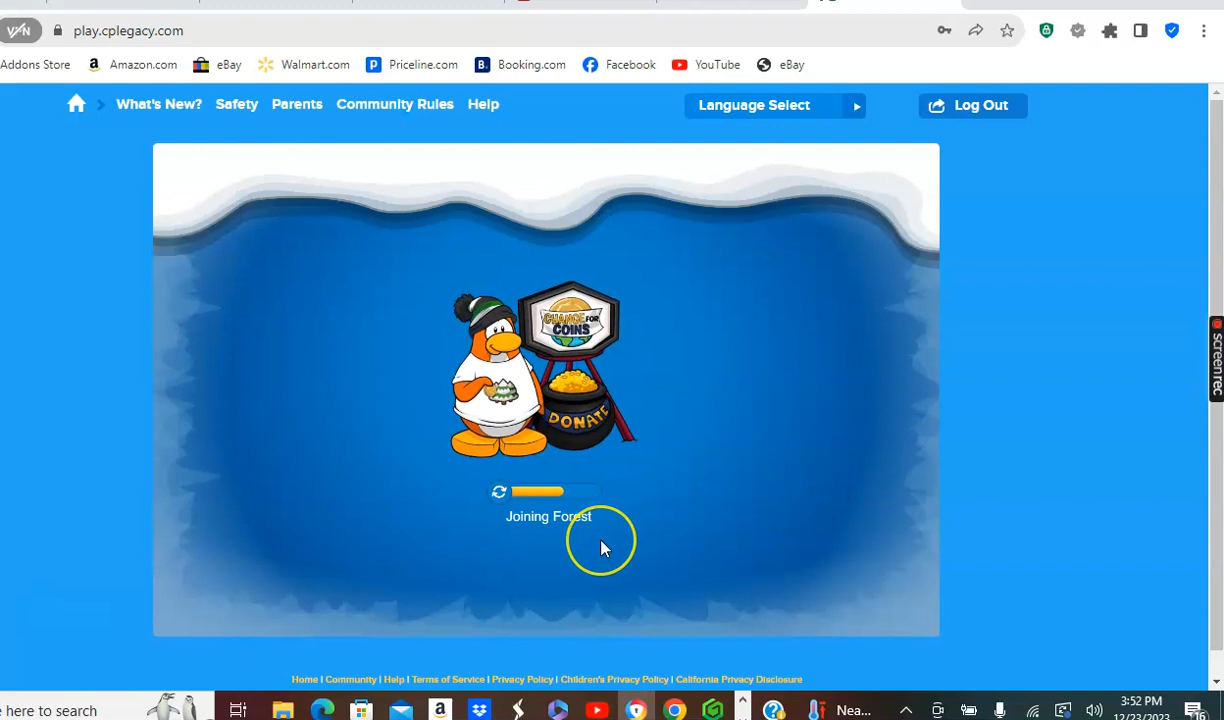 VPN play.cplegacy.com
Addons Store Amazon.com eBay Walmart.com Priceline.com B. Booking.com Facebook YouTube eBay
What's New? Safety Parents Community Rules Help Language Select Log Out
CHANGE FOR
COINS
DONATE
Joining Forest
screenrec
Home | Community | Help | Terms of Service | Privacy Policy | Children's Privacy Policy | California Privacy Disclosure
here to search
Nea...
3:52 PM
12/23/2023
16